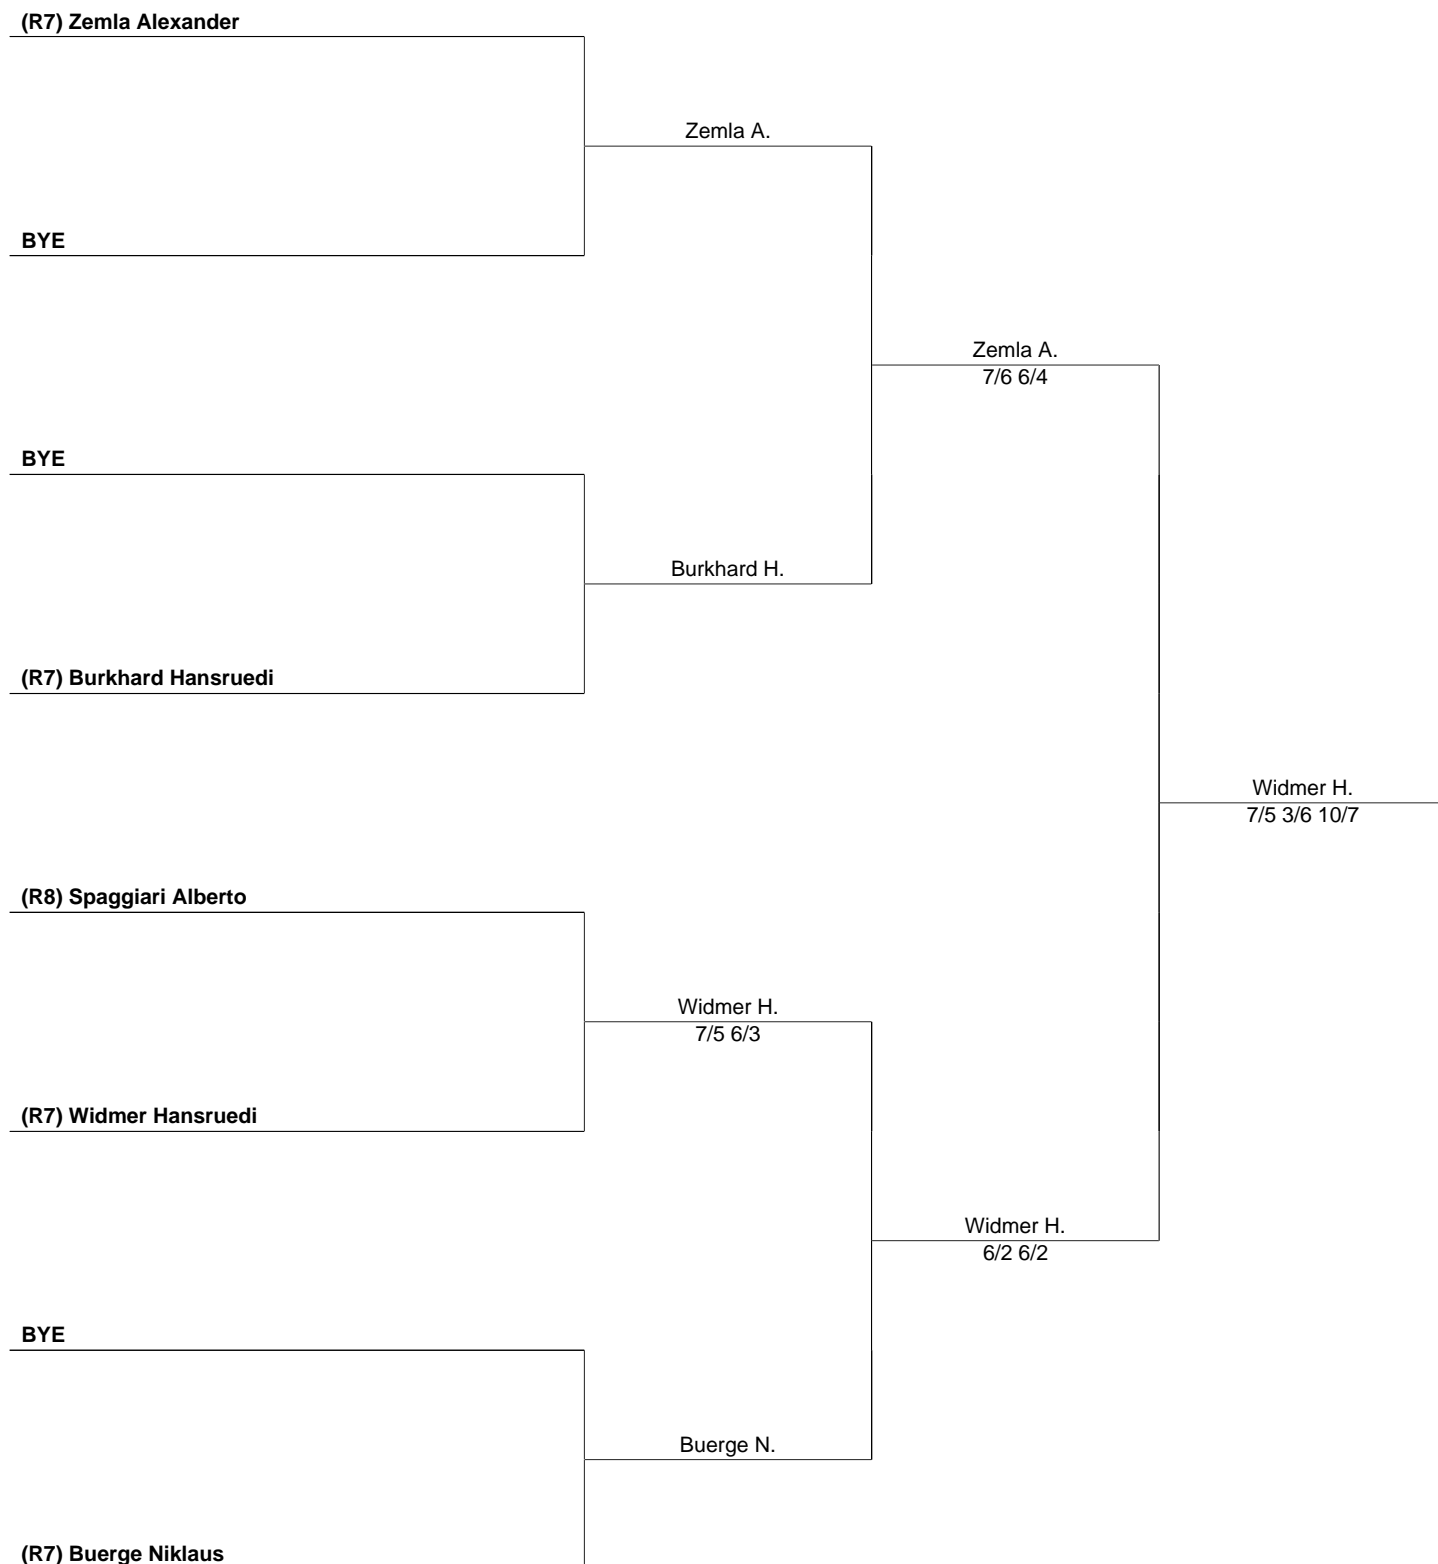 (R7) Zemla Alexander
Zemla A.
BYE
Zemla A.
7/6 6/4
BYE
Burkhard H.
(R7) Burkhard Hansruedi
Widmer H.
7/5 3/6 10/7
(R8) Spaggiari Alberto
Widmer H.
7/5 6/3
(R7) Widmer Hansruedi
Widmer H.
6/2 6/2
BYE
Buerge N.
(R7) Buerge Niklaus